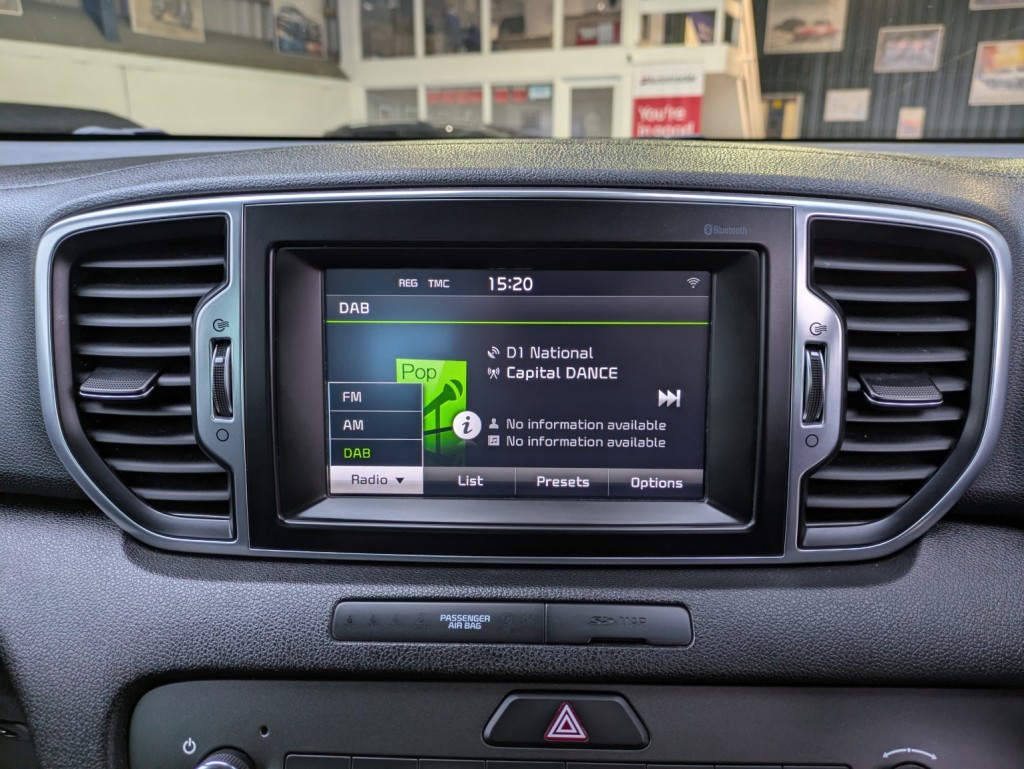 You're
Bluetooth
REG TMC 15:20
DAB
D1 National
Capital DANCE
Pop
FM
AM
DAB
No information available
No information available
Radio List Presets Options
PASSENGER
AIR BAG